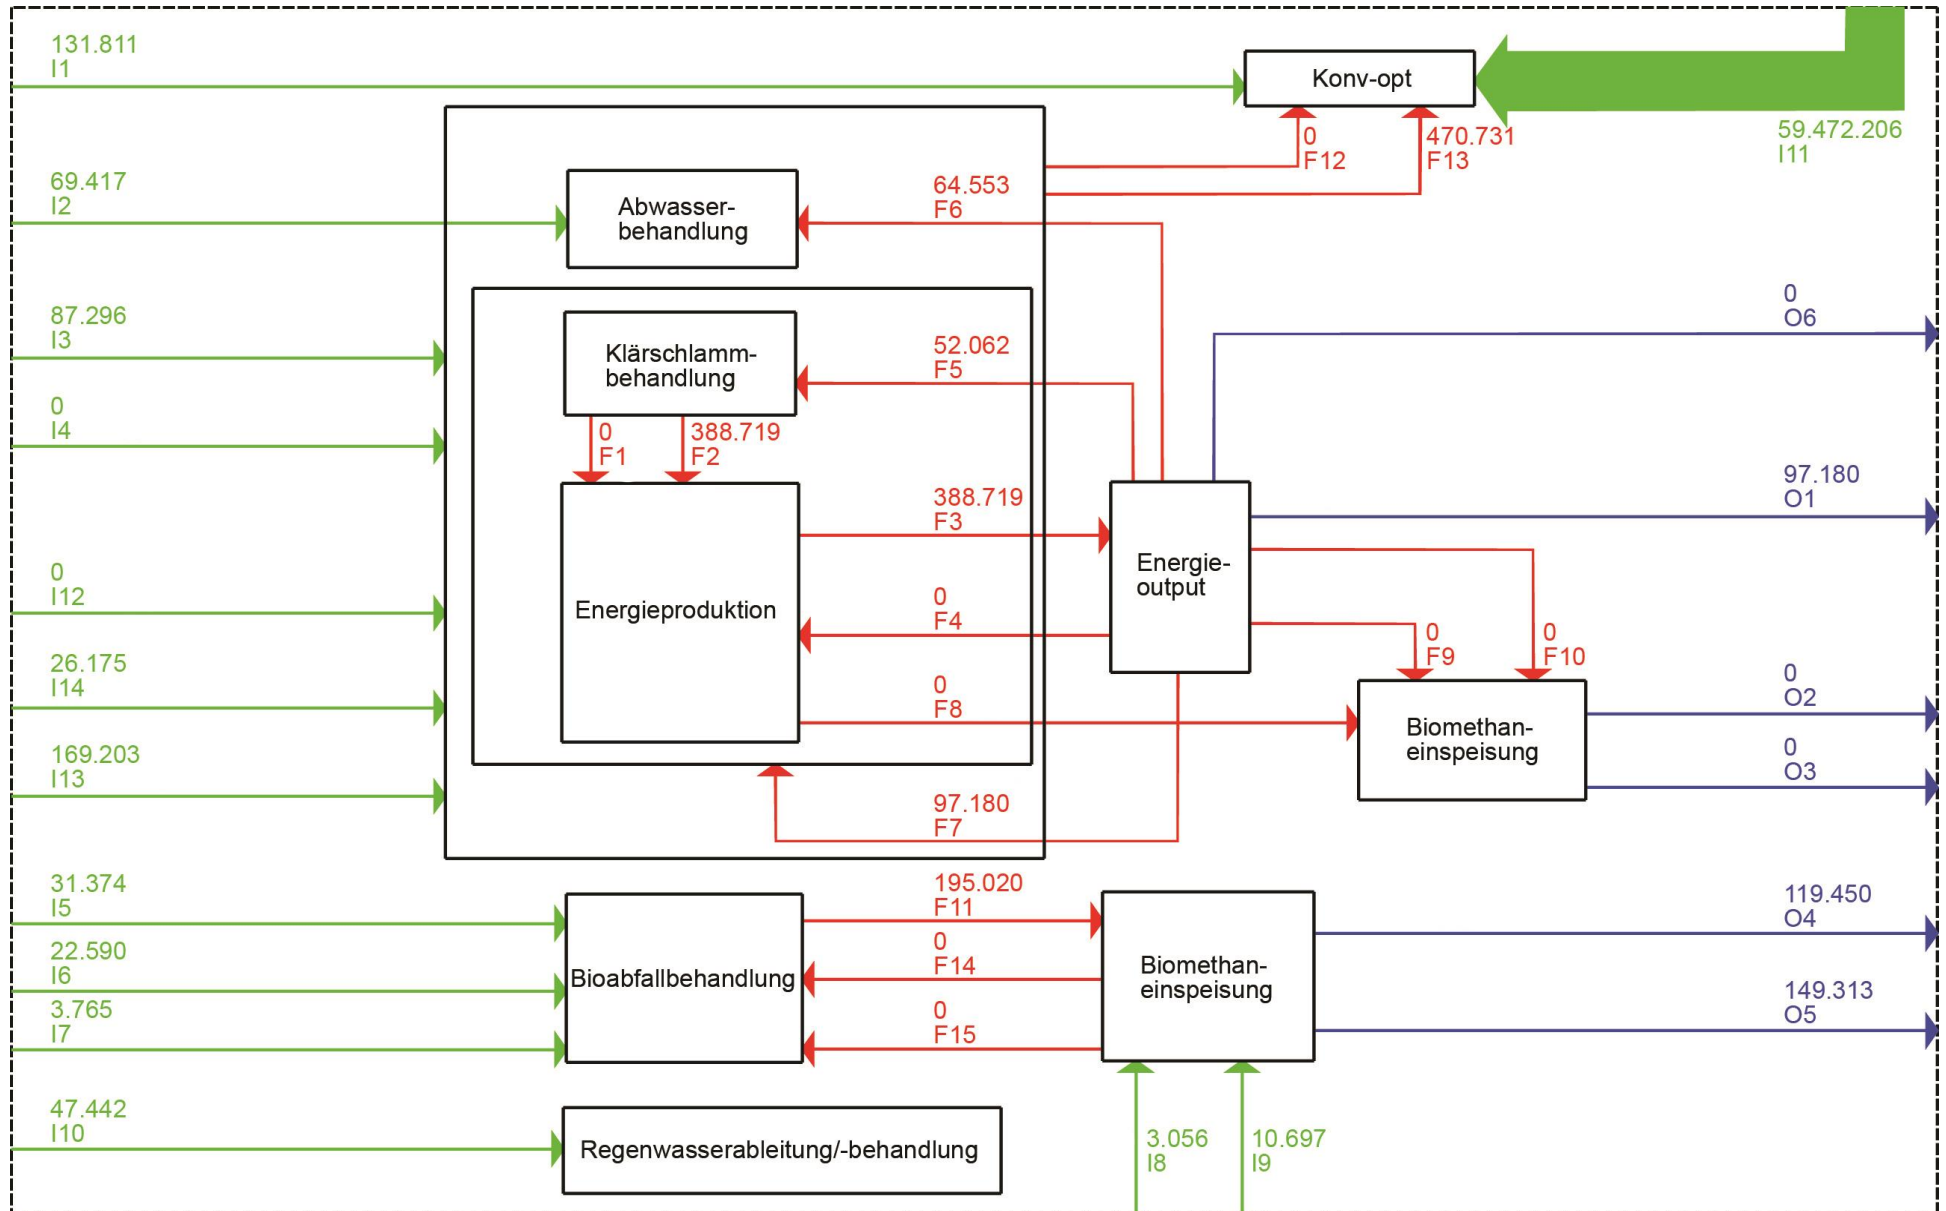 131.811
I1
Konv-opt
59.472.206
I11
0
F12
470.731
F13
69.417
I2
Abwasser-
behandlung
64.553
F6
87.296
I3
0
I4
Klärschlamm-
behandlung
52.062
F5
0
O6
0
F1
388.719
F2
388.719
F3
97.180
O1
0
I12
Energieproduktion
0
F4
Energie-
output
0
F9
0
F10
26.175
I14
0
F8
Biomethan-
einspeisung
0
O2
169.203
I13
0
O3
97.180
F7
31.374
I5
195.020
F11
119.450
O4
22.590
I6
Bioabfallbehandlung
0
F14
Biomethan-
einspeisung
3.765
I7
0
F15
149.313
O5
47.442
I10
Regenwasserableitung/-behandlung
3.056
I8
10.697
I9